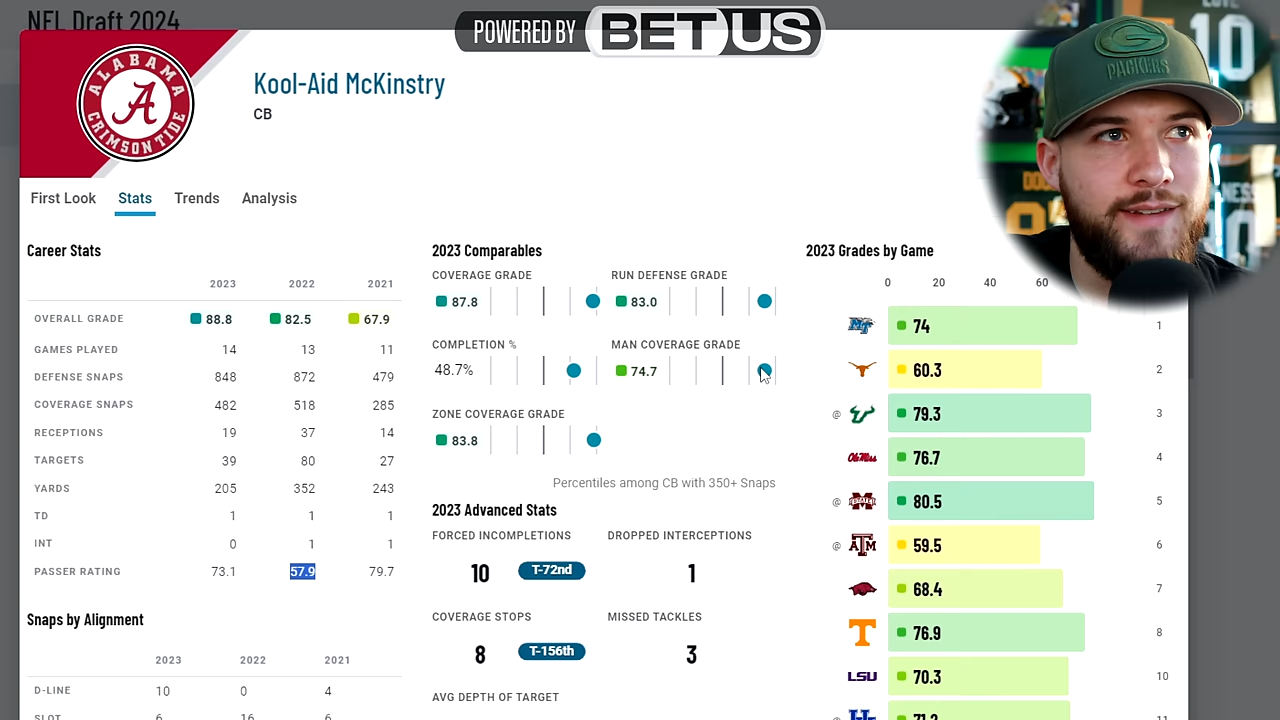 NFL Draft 2024
POWERED BY BETUS
ALABAMA
A
CRIMSON TIDE
Kool-Aid McKinstry
CB
First Look Stats Trends Analysis
Career Stats
2023 2022 2021
OVERALL GRADE 88.8 82.5 67.9
GAMES PLAYED 14 13 11
DEFENSE SNAPS 848 872 479
COVERAGE SNAPS 482 518 285
RECEPTIONS 19 37 14
TARGETS 39 80 27
YARDS 205 352 243
TD 1 1 1
INT 0 1 1
PASSER RATING 73.1 57.9 79.7
Snaps by Alignment
2023 2022 2021
D-LINE 10 0 4
SLOT 6 16 6
2023 Comparables
COVERAGE GRADE RUN DEFENSE GRADE
87.8 83.0
COMPLETION % MAN COVERAGE GRADE
48.7% 74.7
ZONE COVERAGE GRADE
83.8
Percentiles among CB with 350+ Snaps
2023 Advanced Stats
FORCED INCOMPLETIONS DROPPED INTERCEPTIONS
10 T-72nd 1
COVERAGE STOPS MISSED TACKLES
8 T-156th 3
AVG DEPTH OF TARGET
2023 Grades by Game
0 20 40 60
MT 74 1
60.3 2
@ 79.3 3
Ole Miss 76.7 4
@ STATE 80.5 5
@ ATM 59.5 6
68.4 7
T 76.9 8
LSU 70.3 10
@ UK 71.2 11
G
PACKERS
LOVE
10